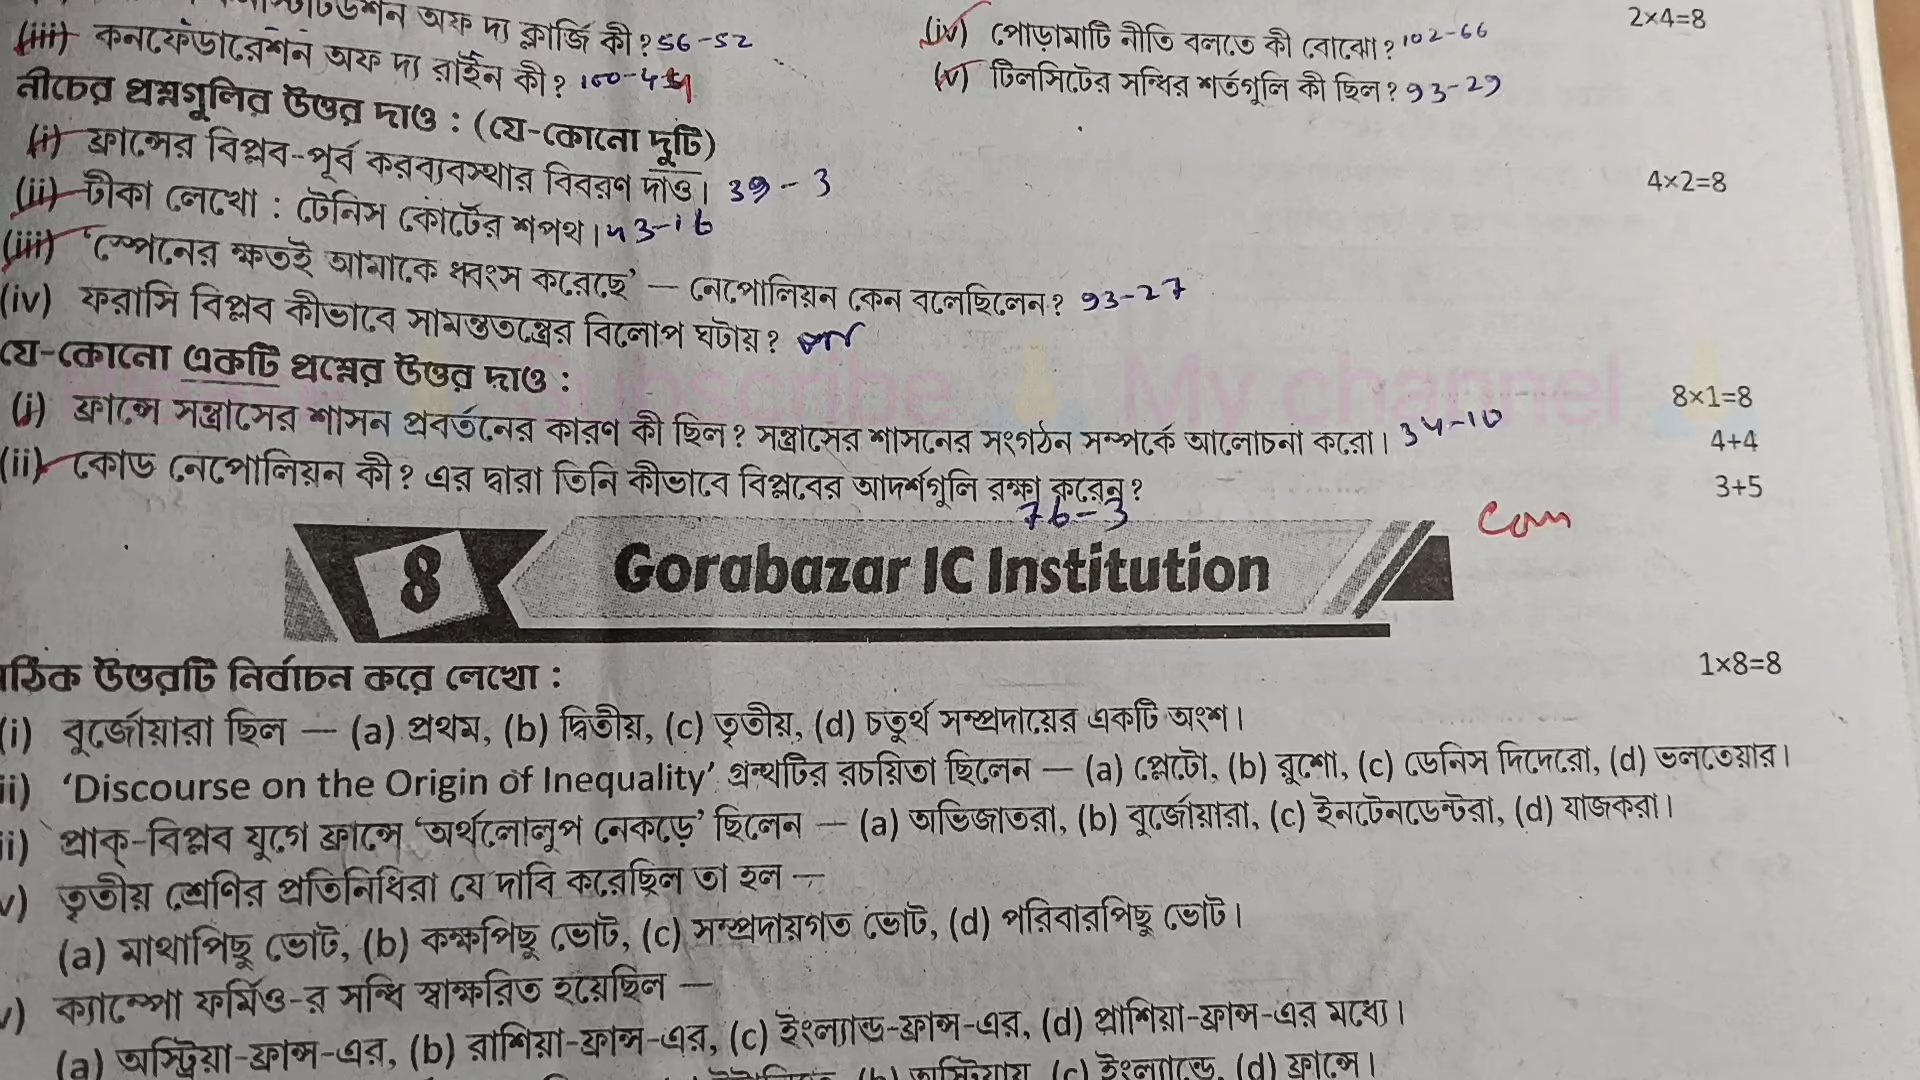 অফ দ্য ক্লার্জি কী? 56-52
(iv) পোড়ামাটি নীতি বলতে কী বোঝো? 102-66
2×4=8
(iii) কনফেডারেশন অফ দ্য রাইন কী? 100-4
(v) টিলসিটের সন্ধির শর্তগুলি কী ছিল? 93-29
নীচের প্রশ্নগুলির উত্তর দাও : (যে-কোনো দুটি)
4×2=8
(i) ফ্রান্সের বিপ্লব-পূর্ব করব্যবস্থার বিবরণ দাও। 39-3
(ii) টীকা লেখো : টেনিস কোর্টের শপথ। 43-16
(iii) 'স্পেনের ক্ষতই আমাকে ধ্বংস করেছে' — নেপোলিয়ন কেন বলেছিলেন? 93-27
(iv) ফরাসি বিপ্লব কীভাবে সামন্ততন্ত্রের বিলোপ ঘটায়?
Subscribe My channel
যে-কোনো একটি প্রশ্নের উত্তর দাও :
8×1=8
(i) ফ্রান্সে সন্ত্রাসের শাসন প্রবর্তনের কারণ কী ছিল? সন্ত্রাসের শাসনের সংগঠন সম্পর্কে আলোচনা করো।
4+4
(ii) কোড নেপোলিয়ন কী? এর দ্বারা তিনি কীভাবে বিপ্লবের আদর্শগুলি রক্ষা করেন?
3+5
76-3
Com
8 Gorabazar IC Institution
ঠিক উত্তরটি নির্বাচন করে লেখো :
1×8=8
(i) বুর্জোয়ারা ছিল — (a) প্রথম, (b) দ্বিতীয়, (c) তৃতীয়, (d) চতুর্থ সম্প্রদায়ের একটি অংশ।
ii) 'Discourse on the Origin of Inequality' গ্রন্থটির রচয়িতা ছিলেন — (a) প্লেটো, (b) রুশো, (c) ডেনিস দিদেরো, (d) ভলতেয়ার।
ii) প্রাক্-বিপ্লব যুগে ফ্রান্সে 'অর্থলোলুপ নেকড়ে' ছিলেন — (a) অভিজাতরা, (b) বুর্জোয়ারা, (c) ইনটেনডেন্টরা, (d) যাজকরা।
v) তৃতীয় শ্রেণির প্রতিনিধিরা যে দাবি করেছিল তা হল —
(a) মাথাপিছু ভোট, (b) কক্ষপিছু ভোট, (c) সম্প্রদায়গত ভোট, (d) পরিবারপিছু ভোট।
v) ক্যাম্পো ফর্মিও-র সন্ধি স্বাক্ষরিত হয়েছিল —
(a) অস্ট্রিয়া-ফ্রান্স-এর, (b) রাশিয়া-ফ্রান্স-এর, (c) ইংল্যান্ড-ফ্রান্স-এর, (d) প্রাশিয়া-ফ্রান্স-এর মধ্যে।
(b) অস্ট্রিয়ায় (c) ইংল্যান্ডে, (d) ফ্রান্সে।